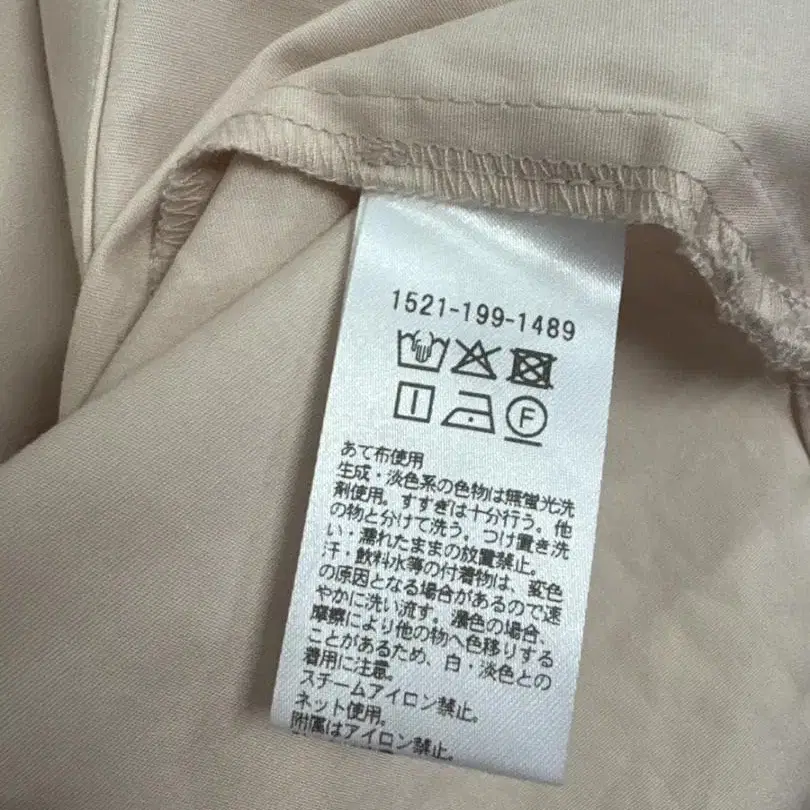 1521-199-1489
F
あて布使用
生成・淡色系の色物は無蛍光洗
剤使用。すすぎは十分行う。他
の物と分けて洗う。つけ置き洗
い・濡れたままの放置禁止。
汗・飲料水等の付着物は、変色
の原因となる場合があるので速
やかに洗い流す。濃色の場合、
摩擦により他の物へ色移りする
ことがあるため、白・淡色との
着用に注意。
スチームアイロン禁止。
ネット使用。
附属はアイロン禁止。